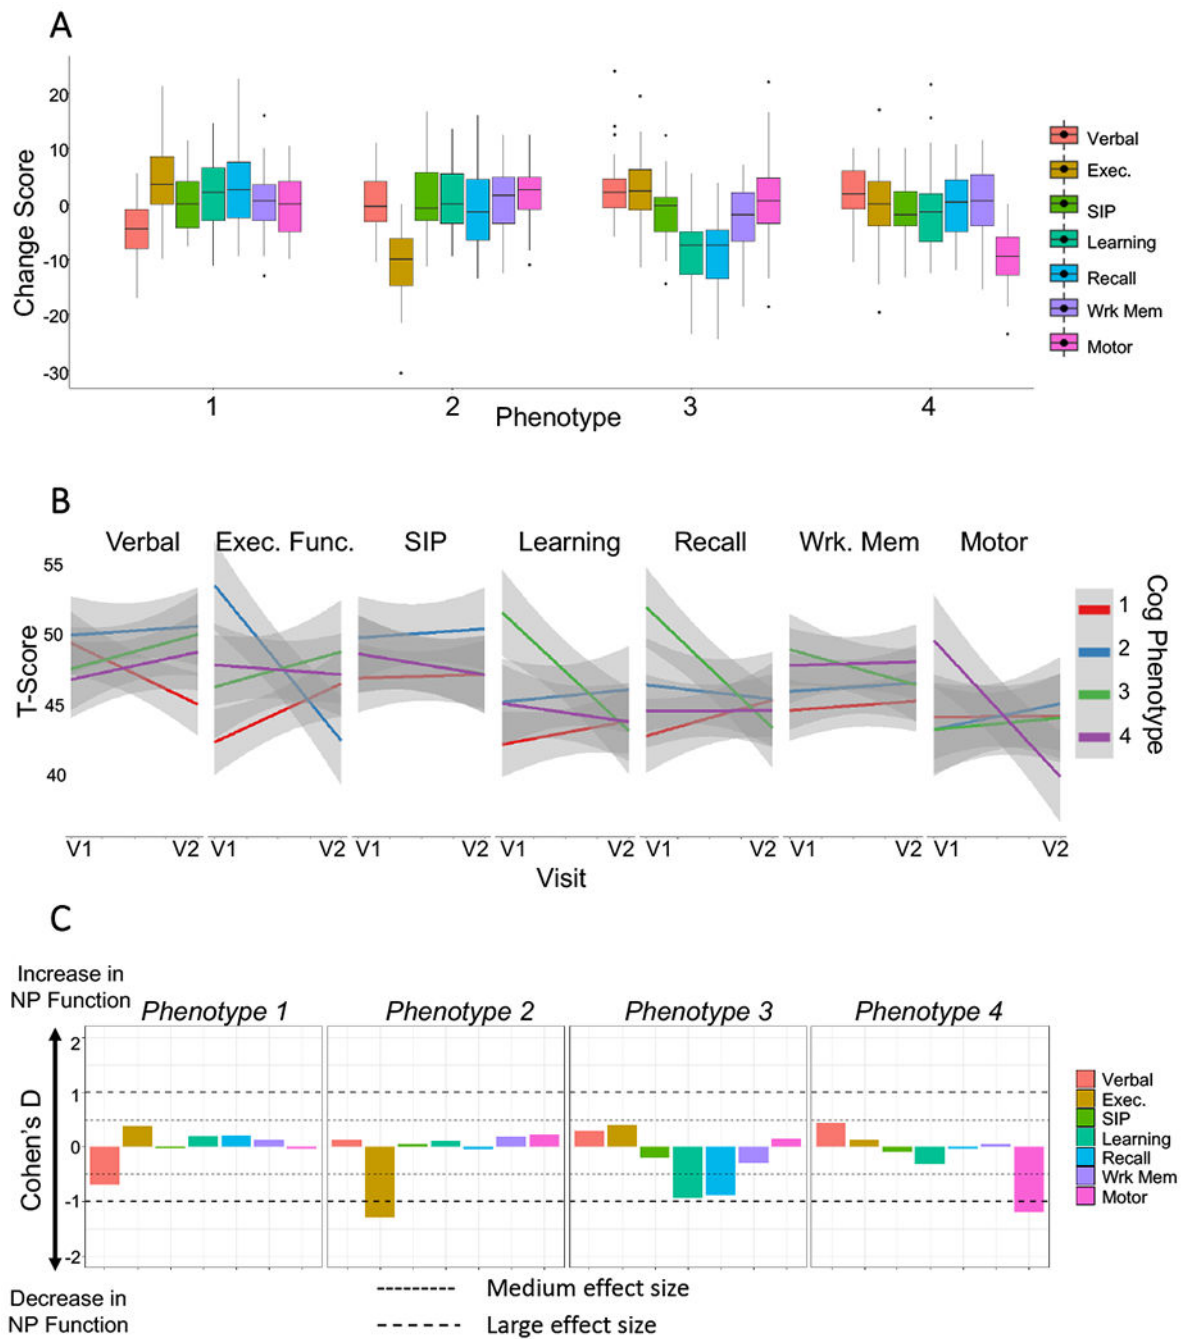 A
Change Score
20
10
0
-10
-20
-30
1
2
3
4
Phenotype
Verbal
Exec.
SIP
Learning
Recall
Wrk Mem
Motor
B
Verbal
Exec. Func.
SIP
Learning
Recall
Wrk. Mem
Motor
T-Score
55
50
45
40
V1 V2
V1 V2
V1 V2
V1 V2
V1 V2
V1 V2
V1 V2
Visit
Cog Phenotype
1
2
3
4
C
Increase in
NP Function
Phenotype 1
Phenotype 2
Phenotype 3
Phenotype 4
Cohen's D
2
1
0
-1
-2
Verbal
Exec.
SIP
Learning
Recall
Wrk Mem
Motor
Decrease in
NP Function
Medium effect size
Large effect size